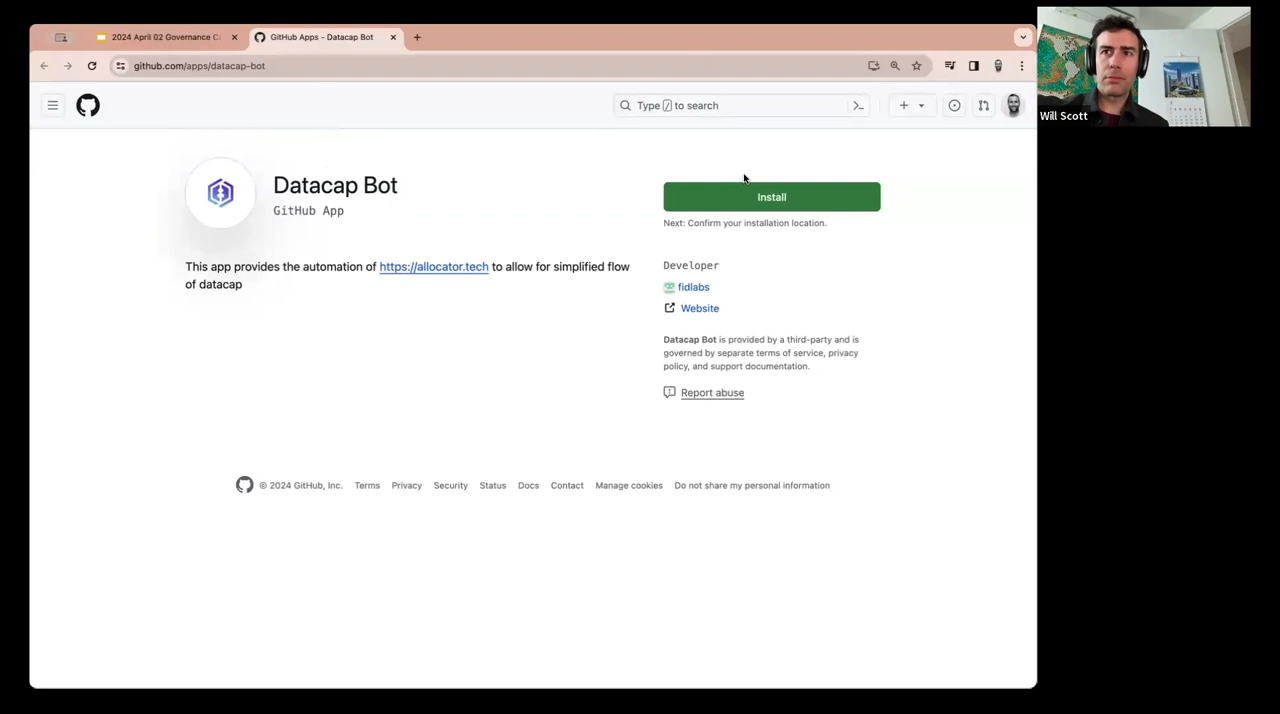 2024 April 02 Governance C
GitHub Apps - Datacap Bot
github.com/apps/datacap-bot
Type / to search
Will Scott
Datacap Bot
GitHub App
Install
Next: Confirm your installation location.
This app provides the automation of https://allocator.tech to allow for simplified flow
of datacap
Developer
fidlabs
Website
Datacap Bot is provided by a third-party and is
governed by separate terms of service, privacy
policy, and support documentation.
Report abuse
© 2024 GitHub, Inc. Terms Privacy Security Status Docs Contact Manage cookies Do not share my personal information